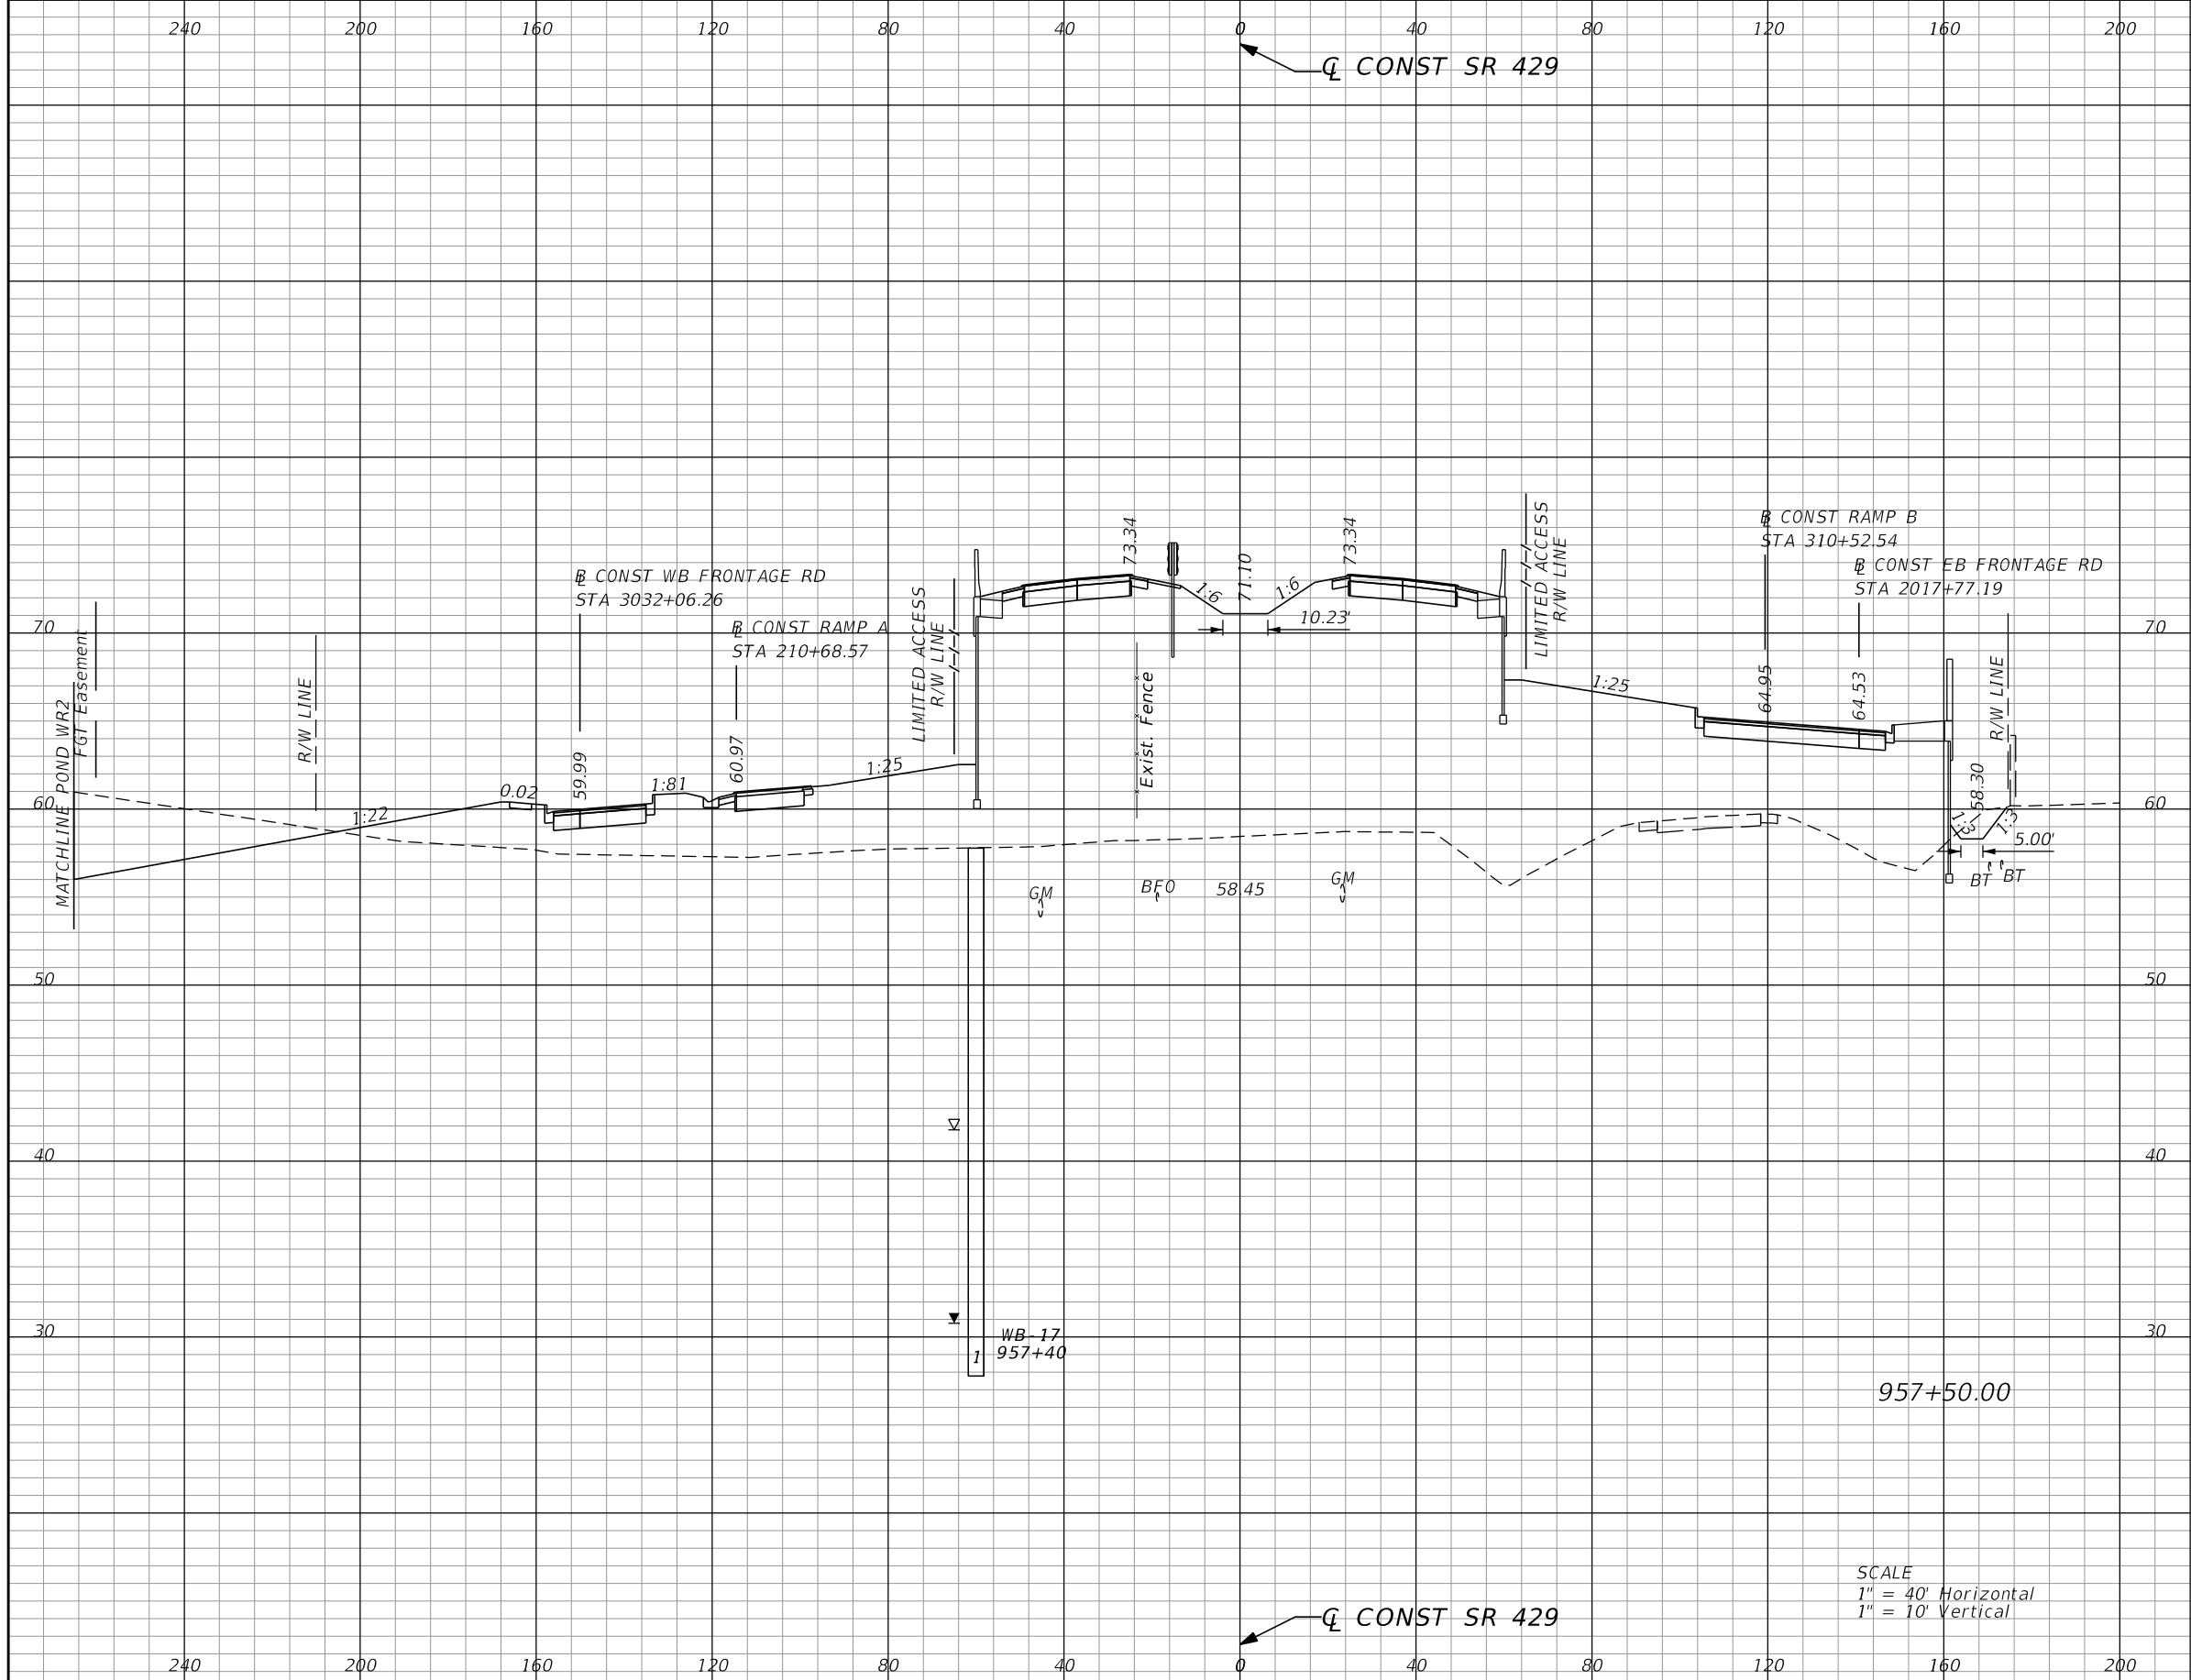 240 200 160 120 80 40 0 40 80 120 160 200
℄ CONST SR 429
B̲L CONST RAMP B
STA 310+52.54
B̲L CONST EB FRONTAGE RD
STA 2017+77.19
B̲L CONST WB FRONTAGE RD
STA 3032+06.26
B̲L CONST RAMP A
STA 210+68.57
70
70
MATCHLINE POND WR2
FGT Easement
R/W LINE
LIMITED ACCESS
R/W LINE
73.34
1:6
71.10
1:6
10.23'
73.34
LIMITED ACCESS
R/W LINE
Exist. Fence
1:25
64.95
64.53
R/W LINE
60
60
1:22
0.02
59.99
1:81
60.97
1:25
1:3
58.30
1:3
5.00'
GM
BFO
58.45
GM
BT
BT
50
50
40
40
30
30
WB-17
957+40
1
957+50.00
SCALE
1" = 40' Horizontal
1" = 10' Vertical
℄ CONST SR 429
240 200 160 120 80 40 0 40 80 120 160 200